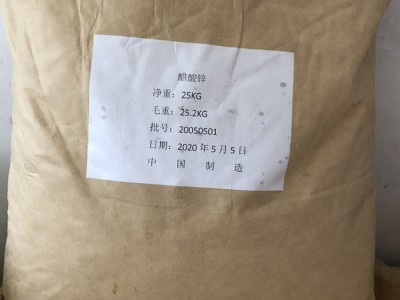 醋酸锌
净重：25KG
毛重：25.2KG
批号：20050501
日期：2020 年 5 月 5 日
中 国 制 造